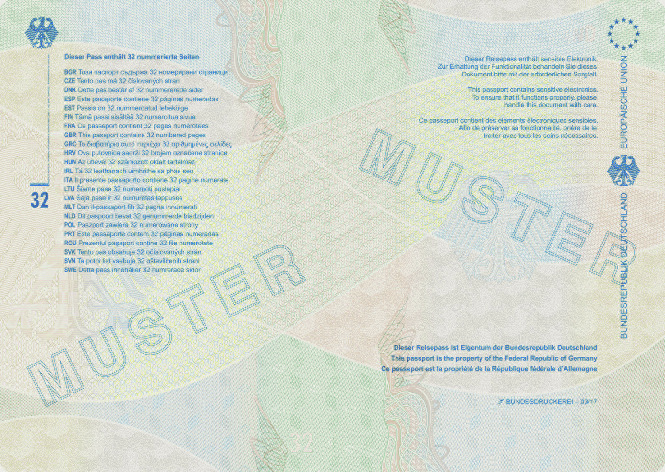 Dieser Pass enthält 32 nummerierte Seiten
BGR Този паспорт съдържа 32 номерирани страници
CZE Tento pas má 32 číslovaných stran
DNK Dette pas består af 32 nummererede sider
ESP Este pasaporte contiene 32 páginas numeradas
EST Passis on 32 nummerdatud lehekülge
FIN Tämä passi sisältää 32 numeroitua sivua
FRA Ce passeport contient 32 pages numérotées
GBR This passport contains 32 numbered pages
GRC Το διαβατήριο αυτό περιέχει 32 αριθμημένες σελίδες
HRV Ova putovnica sadrži 32 brojem označene stranice
HUN Az útlevél 32 számozott oldalt tartalmaz
IRL Tá 32 leathanach uimhrithe sa phas seo
ITA Il presente passaporto contiene 32 pagine numerate
LTU Šiame pase 32 numeruoti puslapiai
LVA Šajā pasē ir 32 numurētas lappuses
MLT Dan il-passaport fih 32 paġna innumerati
NLD Dit paspoort bevat 32 genummerde bladzijden
POL Paszport zawiera 32 numerowane strony
PRT Este passaporte contém 32 páginas numeradas
ROU Prezentul pașaport conține 32 file numerotate
SVK Tento pas obsahuje 32 očíslovaných strán
SVN Ta potni list vsebuje 32 oštevilčenih strani
SWE Detta pass innehåller 32 numrerade sidor
32
MUSTER
Dieser Reisepass enthält sensible Elektronik.
Zur Erhaltung der Funktionalität behandeln Sie dieses
Dokument bitte mit der erforderlichen Sorgfalt.
This passport contains sensitive electronics.
To ensure that it functions properly, please
handle this document with care.
Ce passeport contient des éléments électroniques sensibles.
Afin de préserver sa fonctionnalité, prière de le
traiter avec tous les soins nécessaires.
MUSTER
EUROPÄISCHE UNION
BUNDESREPUBLIK DEUTSCHLAND
Dieser Reisepass ist Eigentum der Bundesrepublik Deutschland
This passport is the property of the Federal Republic of Germany
Ce passeport est la propriété de la République fédérale d'Allemagne
BUNDESDRUCKEREI – 03/17